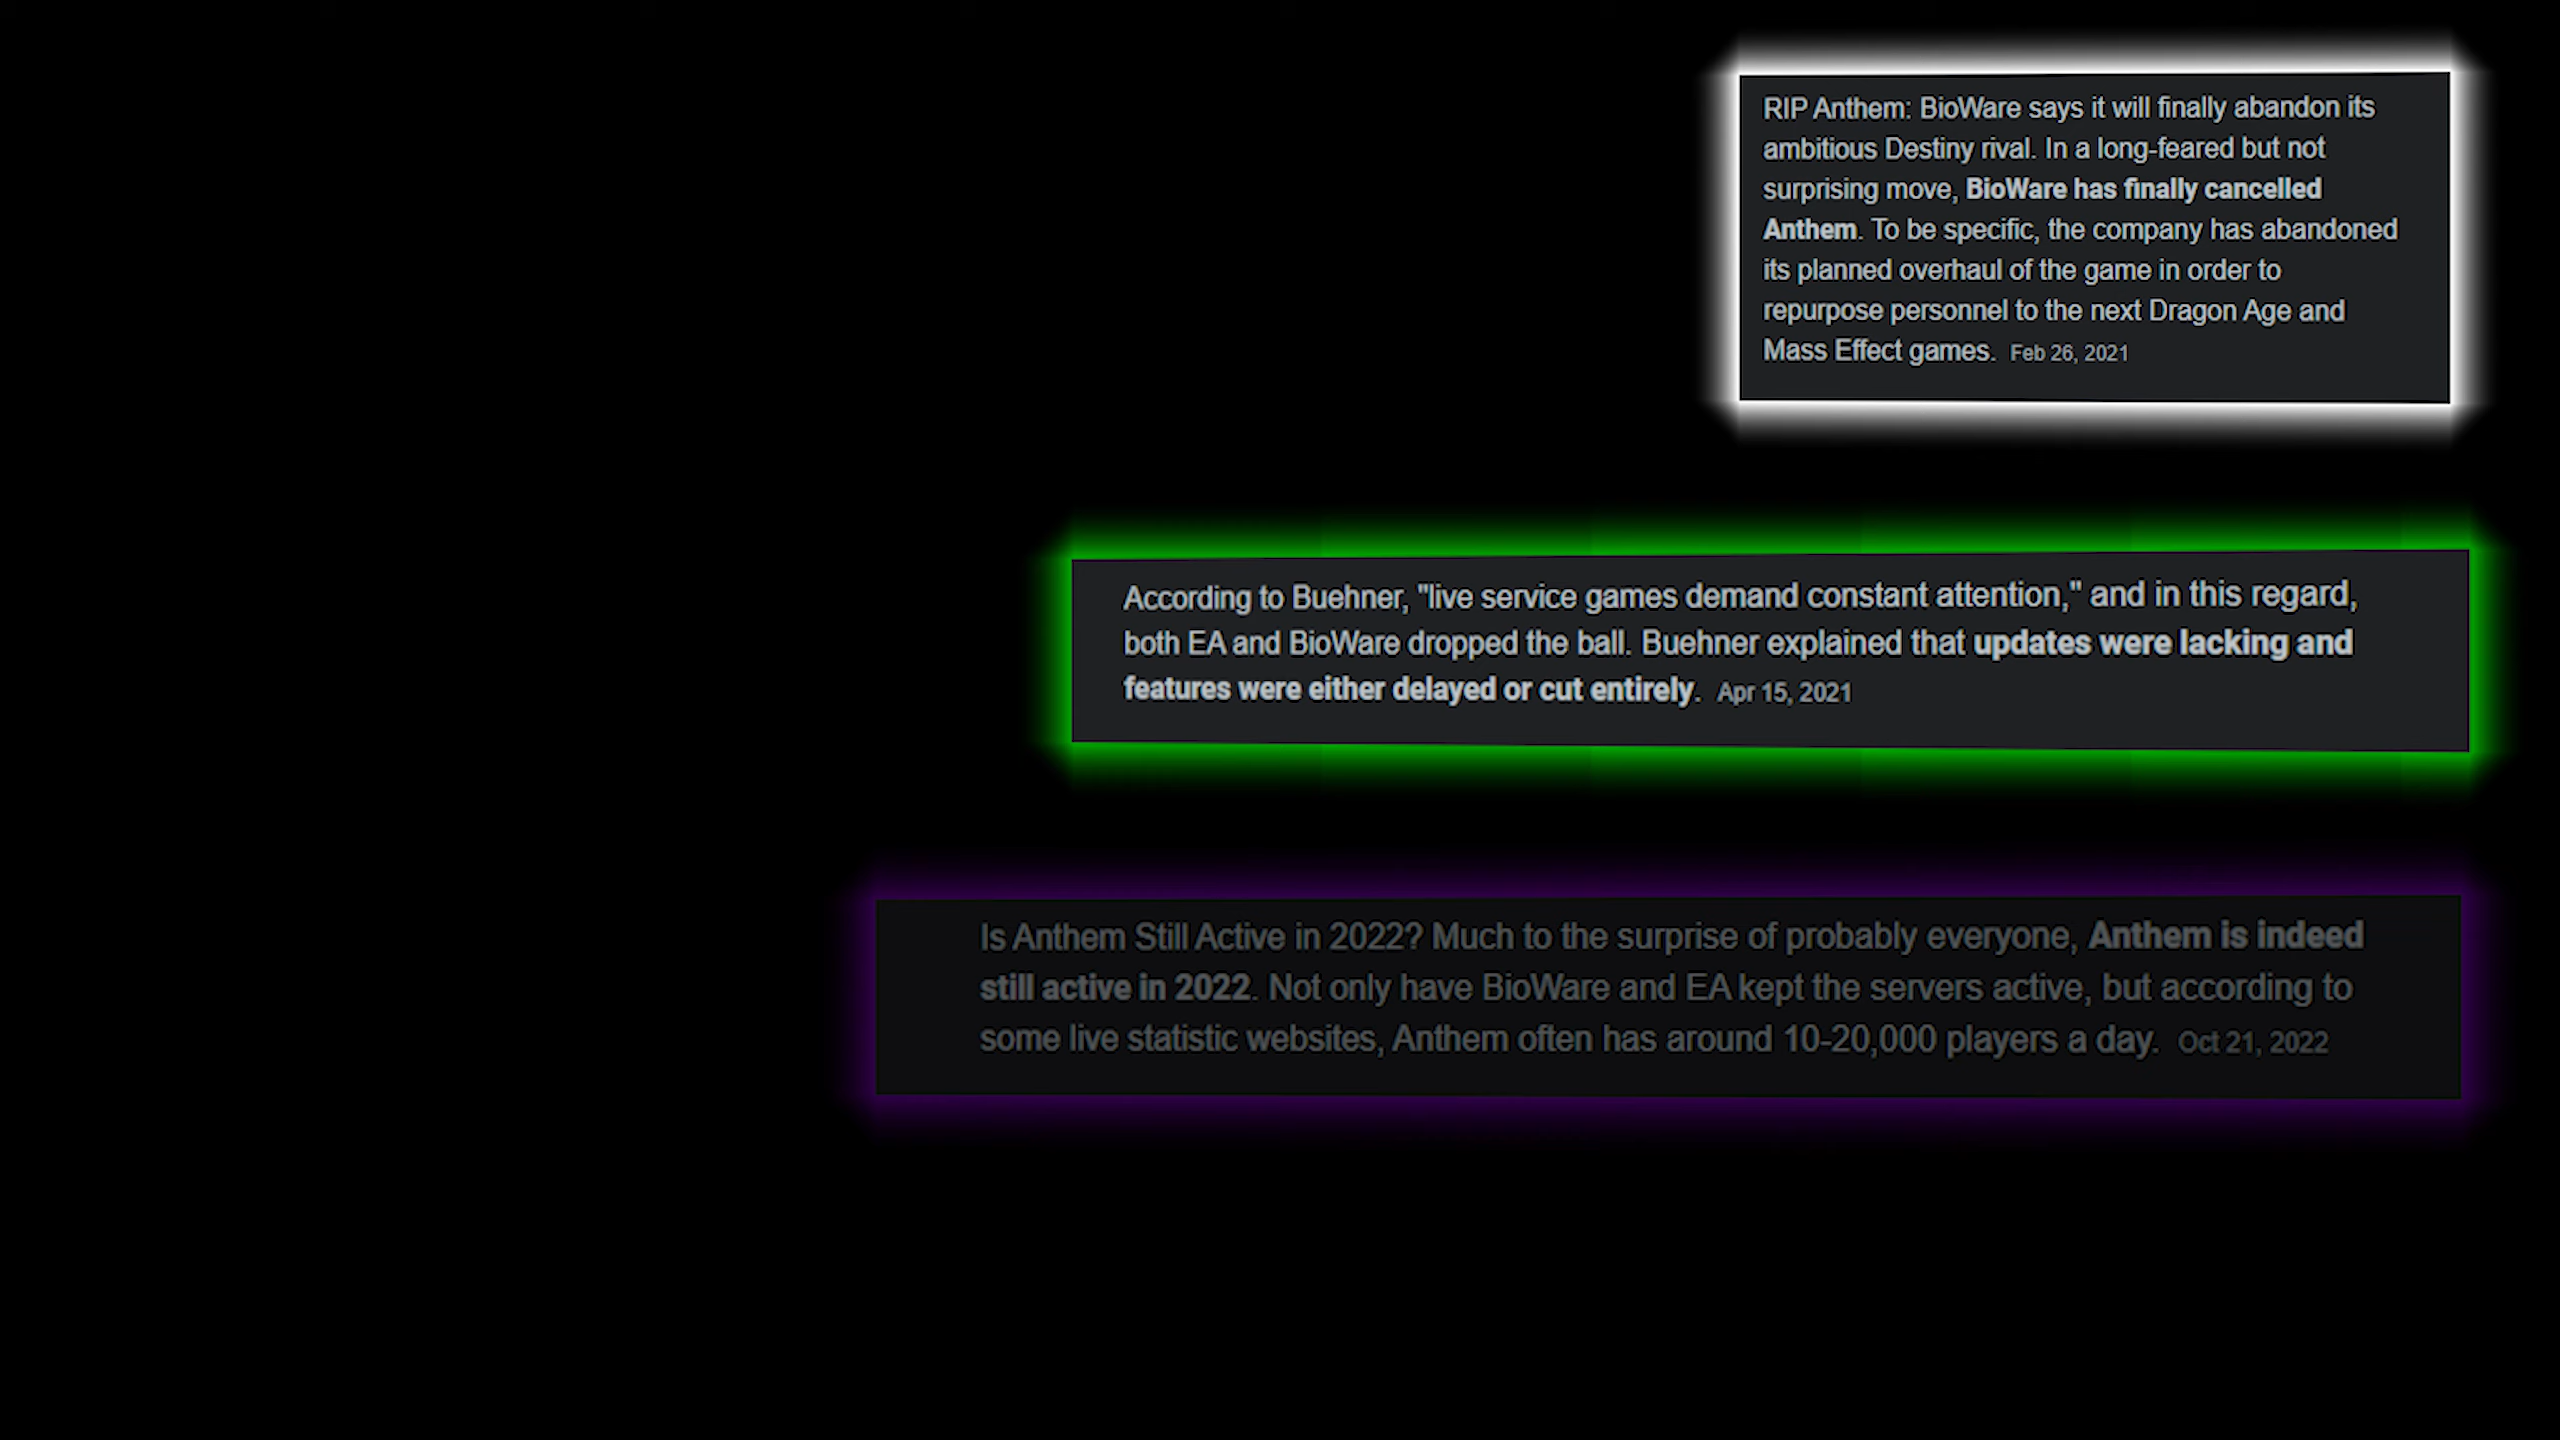 RIP Anthem: BioWare says it will finally abandon its
ambitious Destiny rival. In a long-feared but not
surprising move, BioWare has finally cancelled
Anthem. To be specific, the company has abandoned
its planned overhaul of the game in order to
repurpose personnel to the next Dragon Age and
Mass Effect games. Feb 26, 2021
According to Buehner, "live service games demand constant attention," and in this regard,
both EA and BioWare dropped the ball. Buehner explained that updates were lacking and
features were either delayed or cut entirely. Apr 15, 2021
Is Anthem Still Active in 2022? Much to the surprise of probably everyone, Anthem is indeed
still active in 2022. Not only have BioWare and EA kept the servers active, but according to
some live statistic websites, Anthem often has around 10-20,000 players a day. Oct 21, 2022